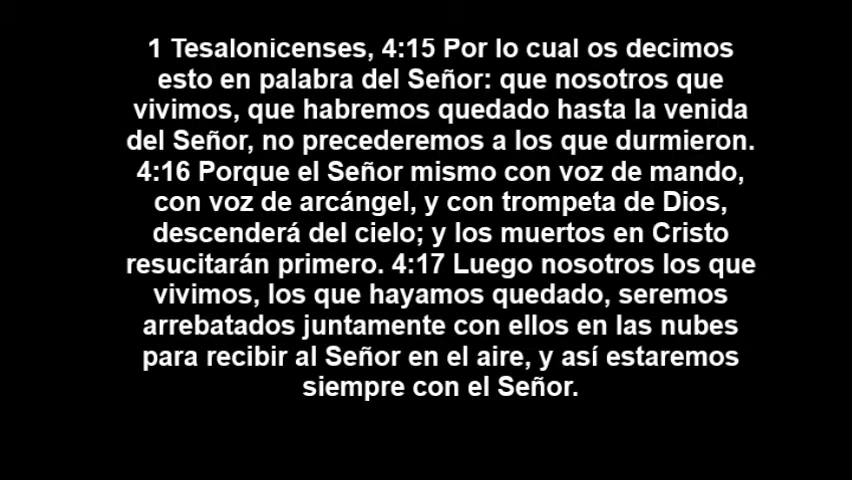 1 Tesalonicenses, 4:15 Por lo cual os decimos
esto en palabra del Señor: que nosotros que
vivimos, que habremos quedado hasta la venida
del Señor, no precederemos a los que durmieron.
4:16 Porque el Señor mismo con voz de mando,
con voz de arcángel, y con trompeta de Dios,
descenderá del cielo; y los muertos en Cristo
resucitarán primero. 4:17 Luego nosotros los que
vivimos, los que hayamos quedado, seremos
arrebatados juntamente con ellos en las nubes
para recibir al Señor en el aire, y así estaremos
siempre con el Señor.